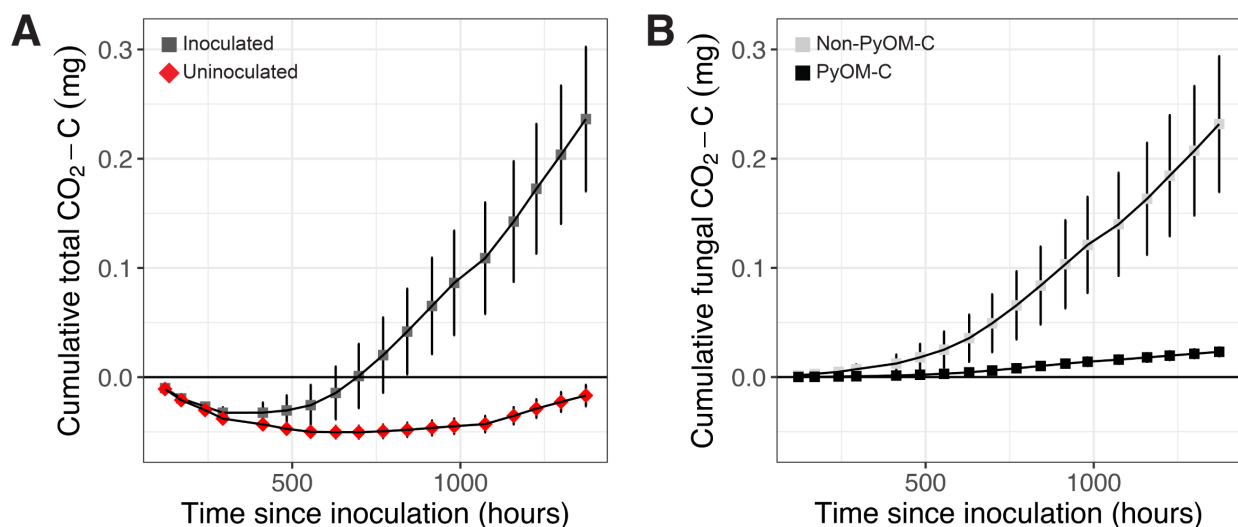 A
Cumulative total CO₂−C (mg)
0.3
0.2
0.1
0.0
Inoculated
Uninoculated
500
1000
Time since inoculation (hours)
B
Cumulative fungal CO₂−C (mg)
0.3
0.2
0.1
0.0
Non-PyOM-C
PyOM-C
500
1000
Time since inoculation (hours)